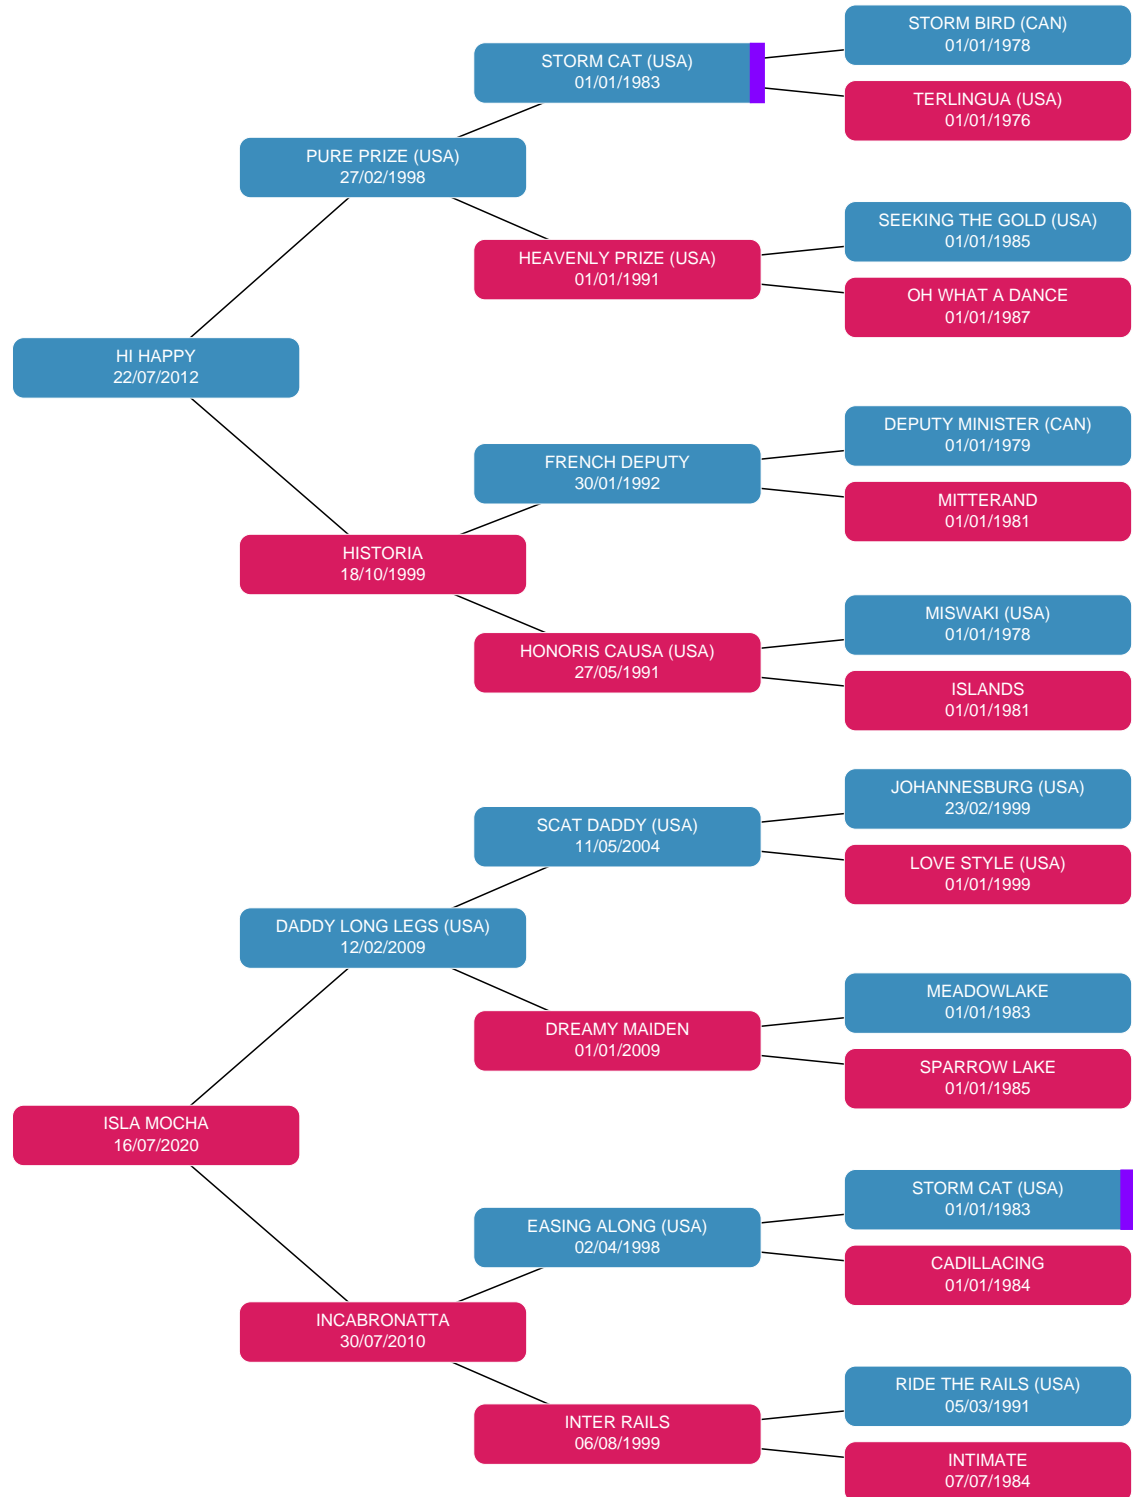 STORM BIRD (CAN)
01/01/1978
STORM CAT (USA)
01/01/1983
TERLINGUA (USA)
01/01/1976
PURE PRIZE (USA)
27/02/1998
SEEKING THE GOLD (USA)
01/01/1985
HEAVENLY PRIZE (USA)
01/01/1991
OH WHAT A DANCE
01/01/1987
HI HAPPY
22/07/2012
DEPUTY MINISTER (CAN)
01/01/1979
FRENCH DEPUTY
30/01/1992
MITTERAND
01/01/1981
HISTORIA
18/10/1999
MISWAKI (USA)
01/01/1978
HONORIS CAUSA (USA)
27/05/1991
ISLANDS
01/01/1981
JOHANNESBURG (USA)
23/02/1999
SCAT DADDY (USA)
11/05/2004
LOVE STYLE (USA)
01/01/1999
DADDY LONG LEGS (USA)
12/02/2009
MEADOWLAKE
01/01/1983
DREAMY MAIDEN
01/01/2009
SPARROW LAKE
01/01/1985
ISLA MOCHA
16/07/2020
STORM CAT (USA)
01/01/1983
EASING ALONG (USA)
02/04/1998
CADILLACING
01/01/1984
INCABRONATTA
30/07/2010
RIDE THE RAILS (USA)
05/03/1991
INTER RAILS
06/08/1999
INTIMATE
07/07/1984